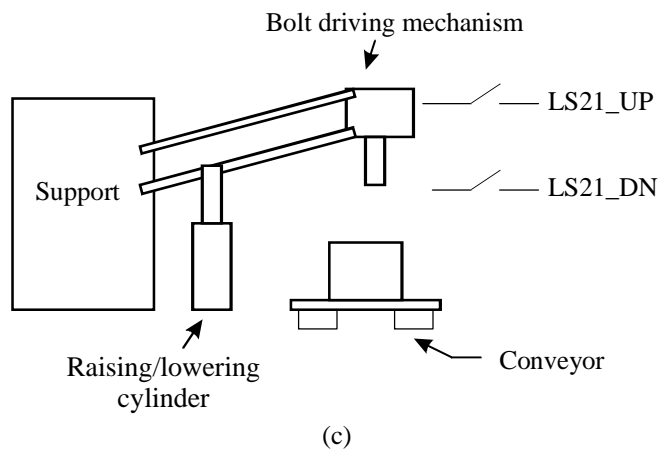 Bolt driving mechanism
LS21_UP
Support
LS21_DN
Raising/lowering
cylinder
Conveyor
(c)